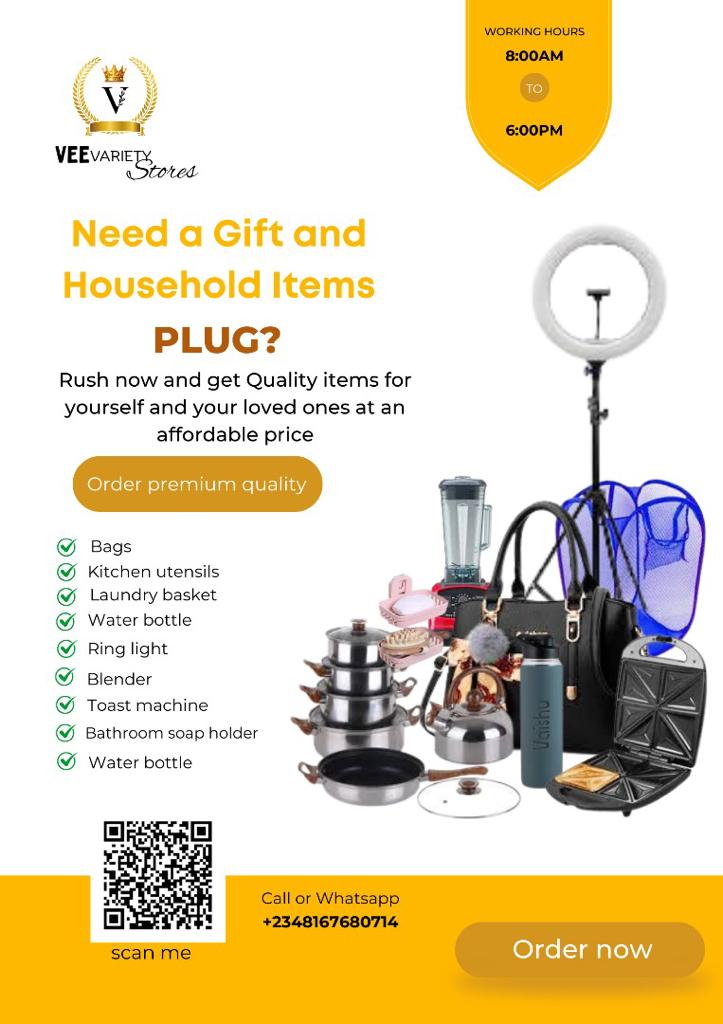 WORKING HOURS
8:00AM
TO
6:00PM
V
VEE VARIETY
Stores
Need a Gift and
Household Items
PLUG?
Rush now and get Quality items for
yourself and your loved ones at an
affordable price
Order premium quality
Bags
Kitchen utensils
Laundry basket
Water bottle
Ring light
Blender
Toast machine
Bathroom soap holder
Water bottle
Vaishu
scan me
Call or Whatsapp
+2348167680714
Order now